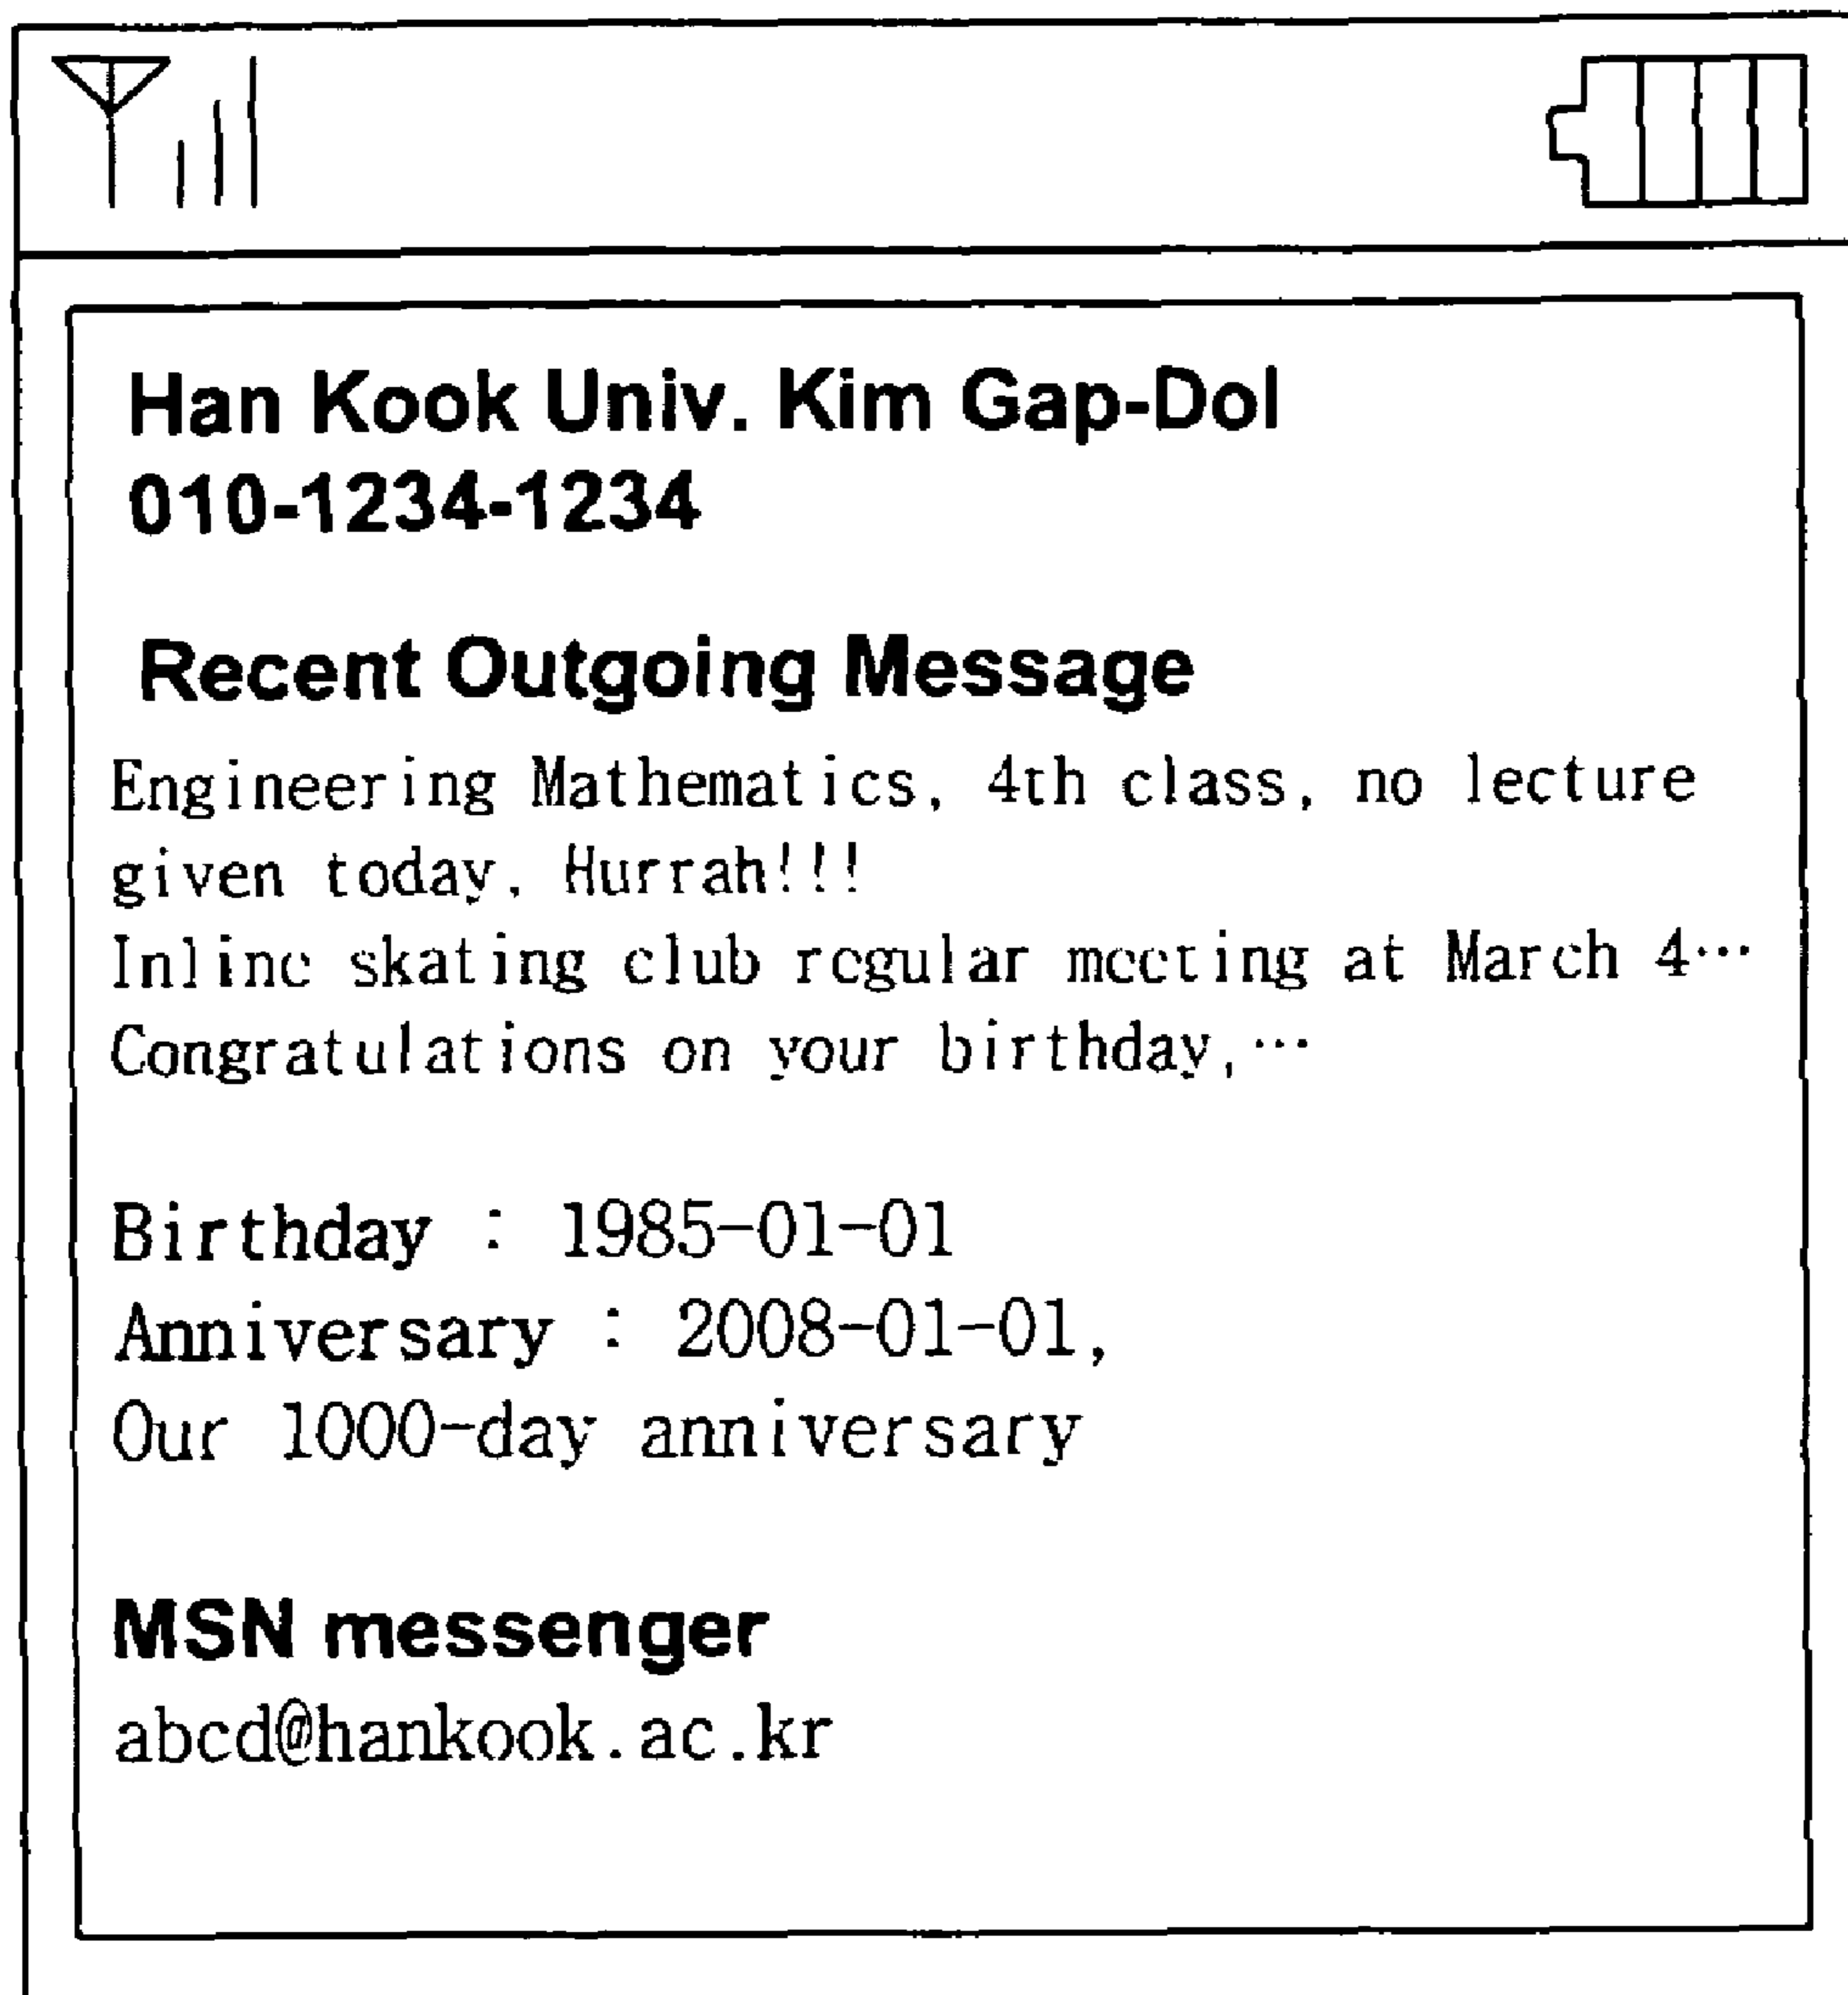 Han Kook Univ. Kim Gap-Dol
010-1234-1234
Recent Outgoing Message
Engineering Mathematics, 4th class, no lecture
given today, Hurrah!!!
Inline skating club regular meeting at March 4…
Congratulations on your birthday,…
Birthday : 1985-01-01
Anniversary : 2008-01-01,
Our 1000-day anniversary
MSN messenger
abcd@hankook.ac.kr